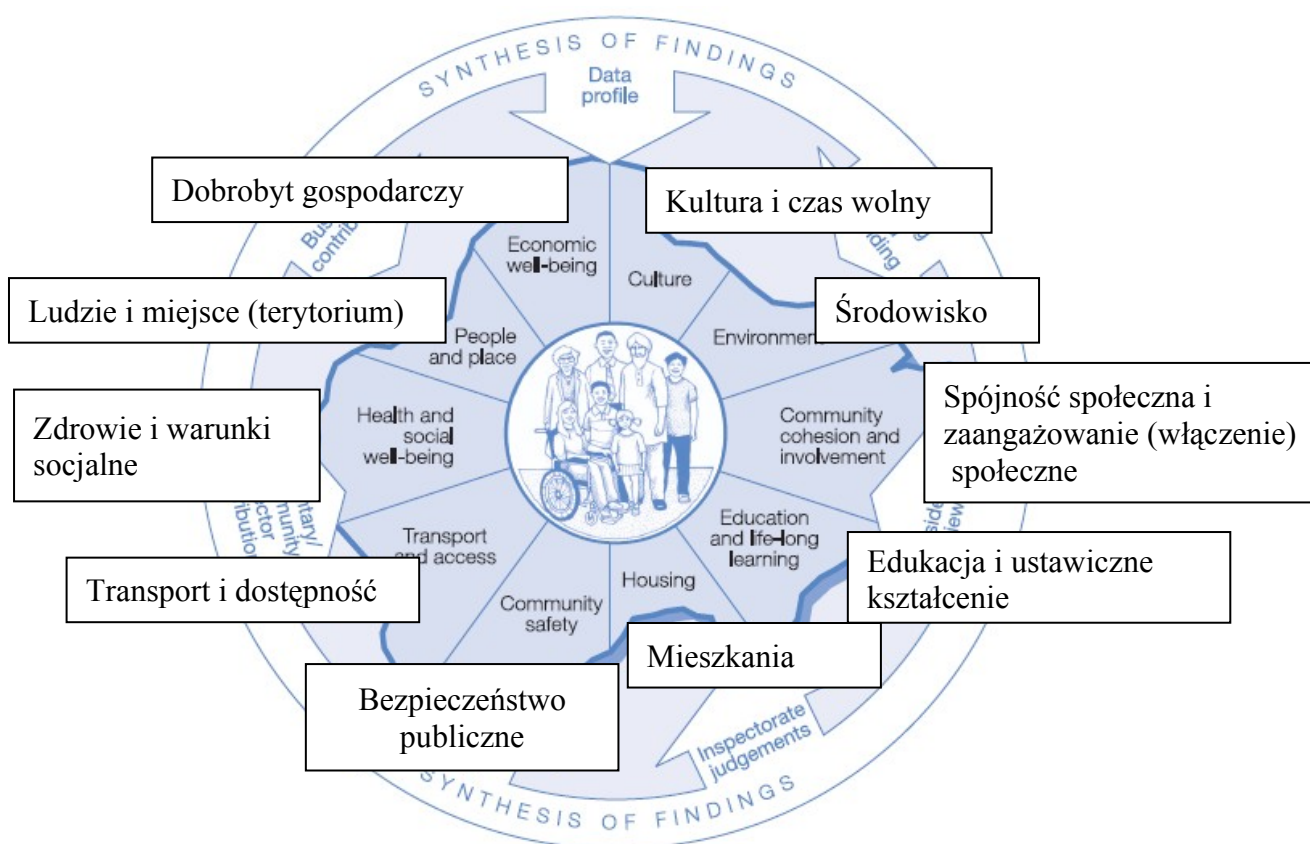 SYNTHESIS OF FINDINGS
Data
profile
Dobrobyt gospodarczy
Kultura i czas wolny
Economic
well-being
Culture
Ludzie i miejsce (terytorium)
Środowisko
People
and place
Environment
Zdrowie i warunki
socjalne
Health and
social
well-being
Community
cohesion and
involvement
Spójność społeczna i
zaangażowanie (włączenie)
społeczne
Transport
and access
Education
and life-long
learning
Transport i dostępność
Community
safety
Housing
Edukacja i ustawiczne
kształcenie
Mieszkania
Bezpieczeństwo
publiczne
Inspectorate
judgements
SYNTHESIS OF FINDINGS